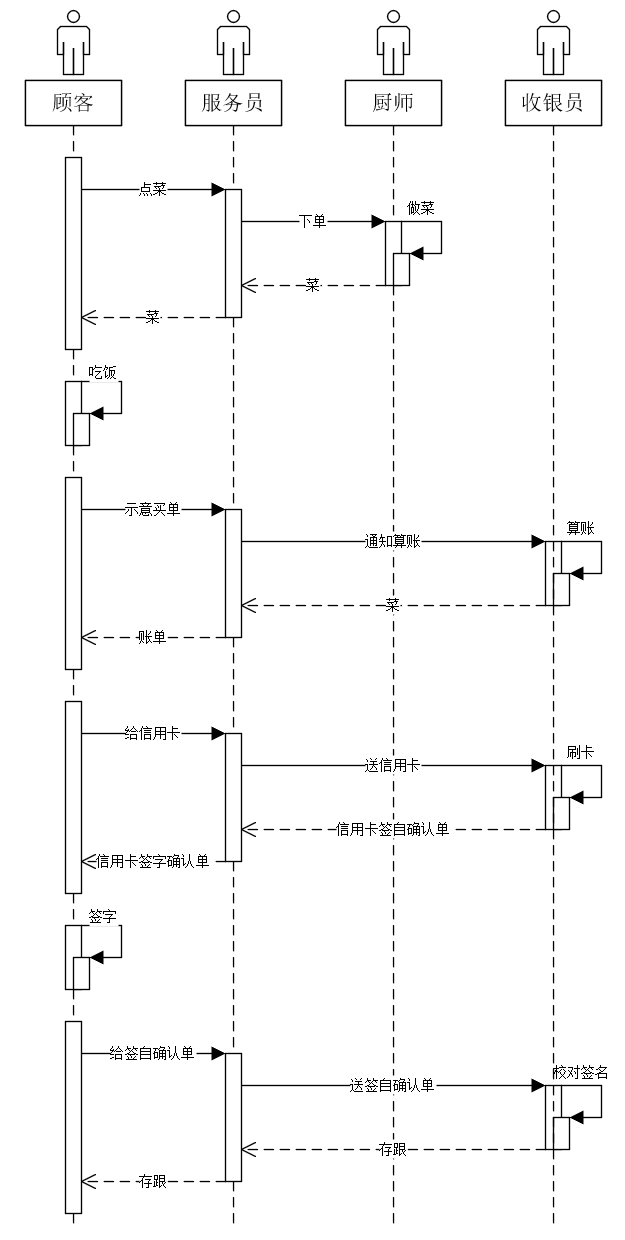 顾客
服务员
厨师
收银员
点菜
做菜
下单
菜
菜
吃饭
示意买单
算账
通知算账
菜
账单
给信用卡
刷卡
送信用卡
信用卡签自确认单
信用卡签字确认单
签字
给签自确认单
校对签名
送签自确认单
存跟
存跟